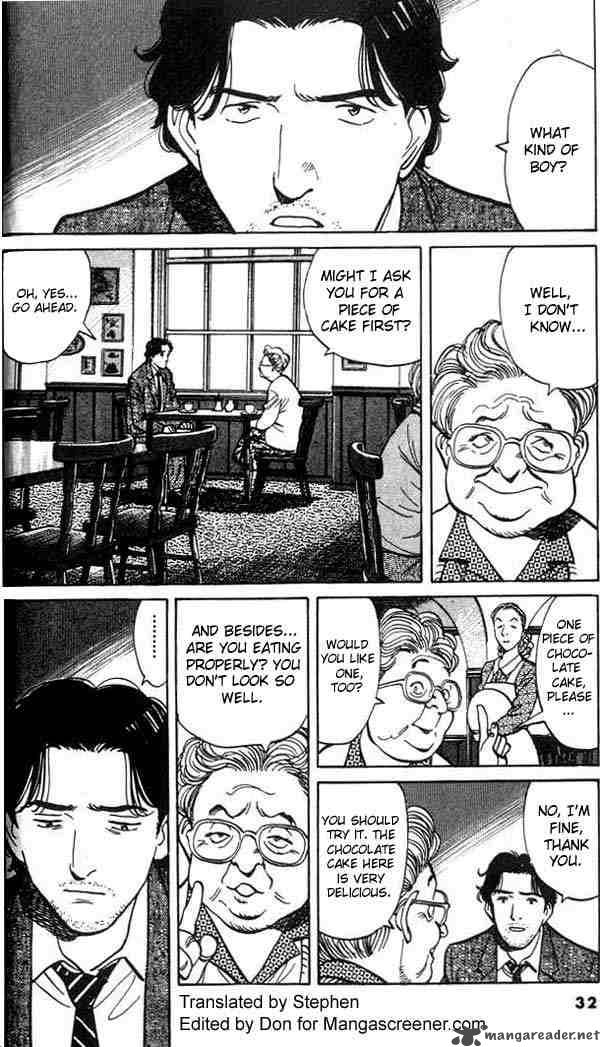 WHAT
KIND OF
BOY?
WELL,
I DON'T
KNOW...
MIGHT I ASK
YOU FOR A
PIECE OF
CAKE FIRST?
OH, YES...
GO AHEAD.
ONE
PIECE OF
CHOCO-
LATE
CAKE,
PLEASE
...
WOULD
YOU LIKE
ONE,
TOO?
NO, I'M
FINE,
THANK
YOU.
YOU SHOULD
TRY IT. THE
CHOCOLATE
CAKE HERE
IS VERY
DELICIOUS.
AND BESIDES...
ARE YOU EATING
PROPERLY? YOU
DON'T LOOK SO
WELL.
.........
Translated by Stephen
Edited by Don for Mangascreener.com
32
mangareader.net